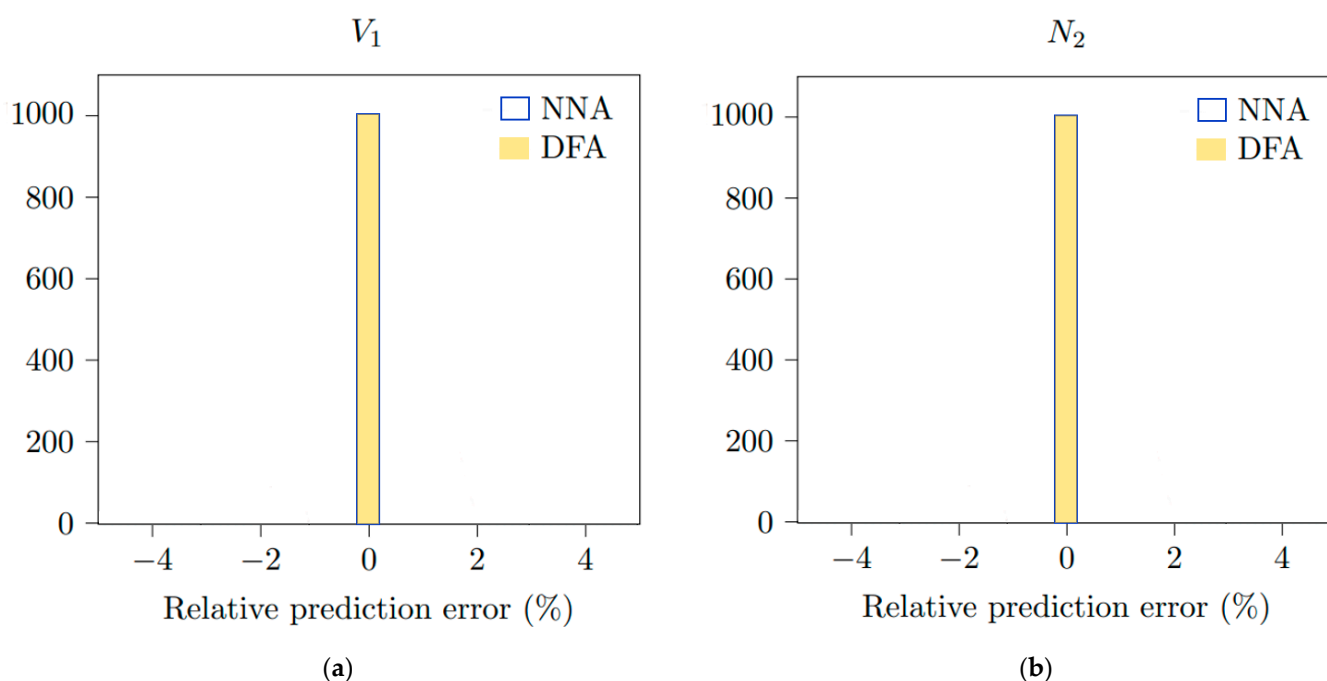 V₁
1000
800
600
400
200
0
−4 −2 0 2 4
NNA
DFA
Relative prediction error (%)
(a)
N₂
1000
800
600
400
200
0
−4 −2 0 2 4
NNA
DFA
Relative prediction error (%)
(b)